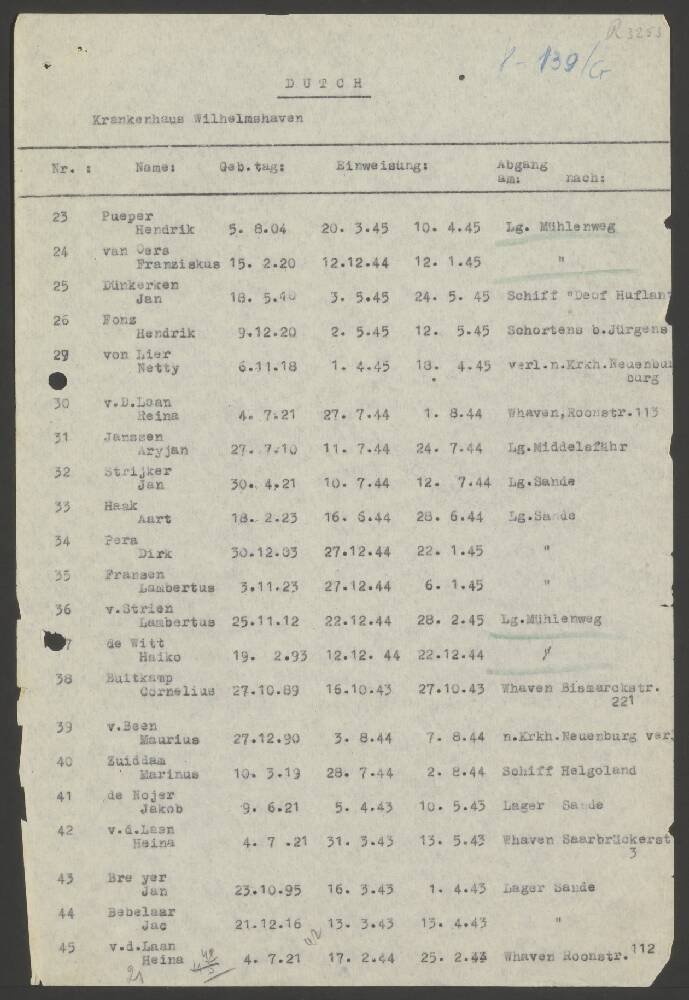 R 3253
D U T C H
Krankenhaus Wilhelmshaven
Nr. : Name: Geb.tag: Einweisung: Abgang
am: nach:
23 Pueper
Hendrik 5. 8.04 20. 3.45 10. 4.45 Lg. Mühlenweg
24 van Oers
Franziskus 15. 2.20 12.12.44 12. 1.45 "
25 Dünkerken
Jan 18. 5.40 3. 5.45 24. 5. 45 Schiff "Deof Huflan
26 Fonz
Hendrik 9.12.20 2. 5.45 12. 5.45 Schortens b.Jürgens
29 von Lier
Netty 6.11.18 1. 4.45 18. 4.45 verl.n.Krkh.Neuenbu
burg
30 v.D.Loan
Reina 4. 7.21 27. 7.44 1. 8.44 Whaven,Roonstr.113
31 Janssen
Aryjan 27. 7.10 11. 7.44 24. 7.44 Lg.Middelsfähr
32 Strijker
Jan 30. 4.21 10. 7.44 12. 7.44 Lg.Sande
33 Haak
Aart 18. 2.23 16. 6.44 28. 6.44 Lg.Sande
34 Pera
Dirk 30.12.03 27.12.44 22. 1.45 "
35 Fransen
Lambertus 3.11.23 27.12.44 6. 1.45 "
36 v.Strien
Lambertus 25.11.12 22.12.44 28. 2.45 Lg.Mühlenweg
7 de Witt
Haiko 19. 2.93 12.12. 44 22.12.44 "
38 Buitkamp
Cornelius 27.10.89 16.10.43 27.10.43 Whaven Bismarckstr.
221
39 v.Been
Maurius 27.12.90 3. 8.44 7. 8.44 n.Krkh.Neuenburg ver
40 Zuiddam
Marinus 10. 3.19 28. 7.44 2. 8.44 Schiff Helgoland
41 de Nojer
Jakob 9. 6.21 5. 4.43 10. 5.43 Lager Sande
42 v.d.Laan
Heina 4. 7 .21 31. 3.43 13. 5.43 Whaven Saarbrückerst
3
43 Bre yer
Jan 23.10.95 16. 3.43 1. 4.43 Lager Sande
44 Bebelaar
Jac 21.12.16 13. 3.43 13. 4.43 "
45 v.d.Laan
Heina 4. 7.21 17. 2.44 25. 2.44 Whaven Roonstr.112
21